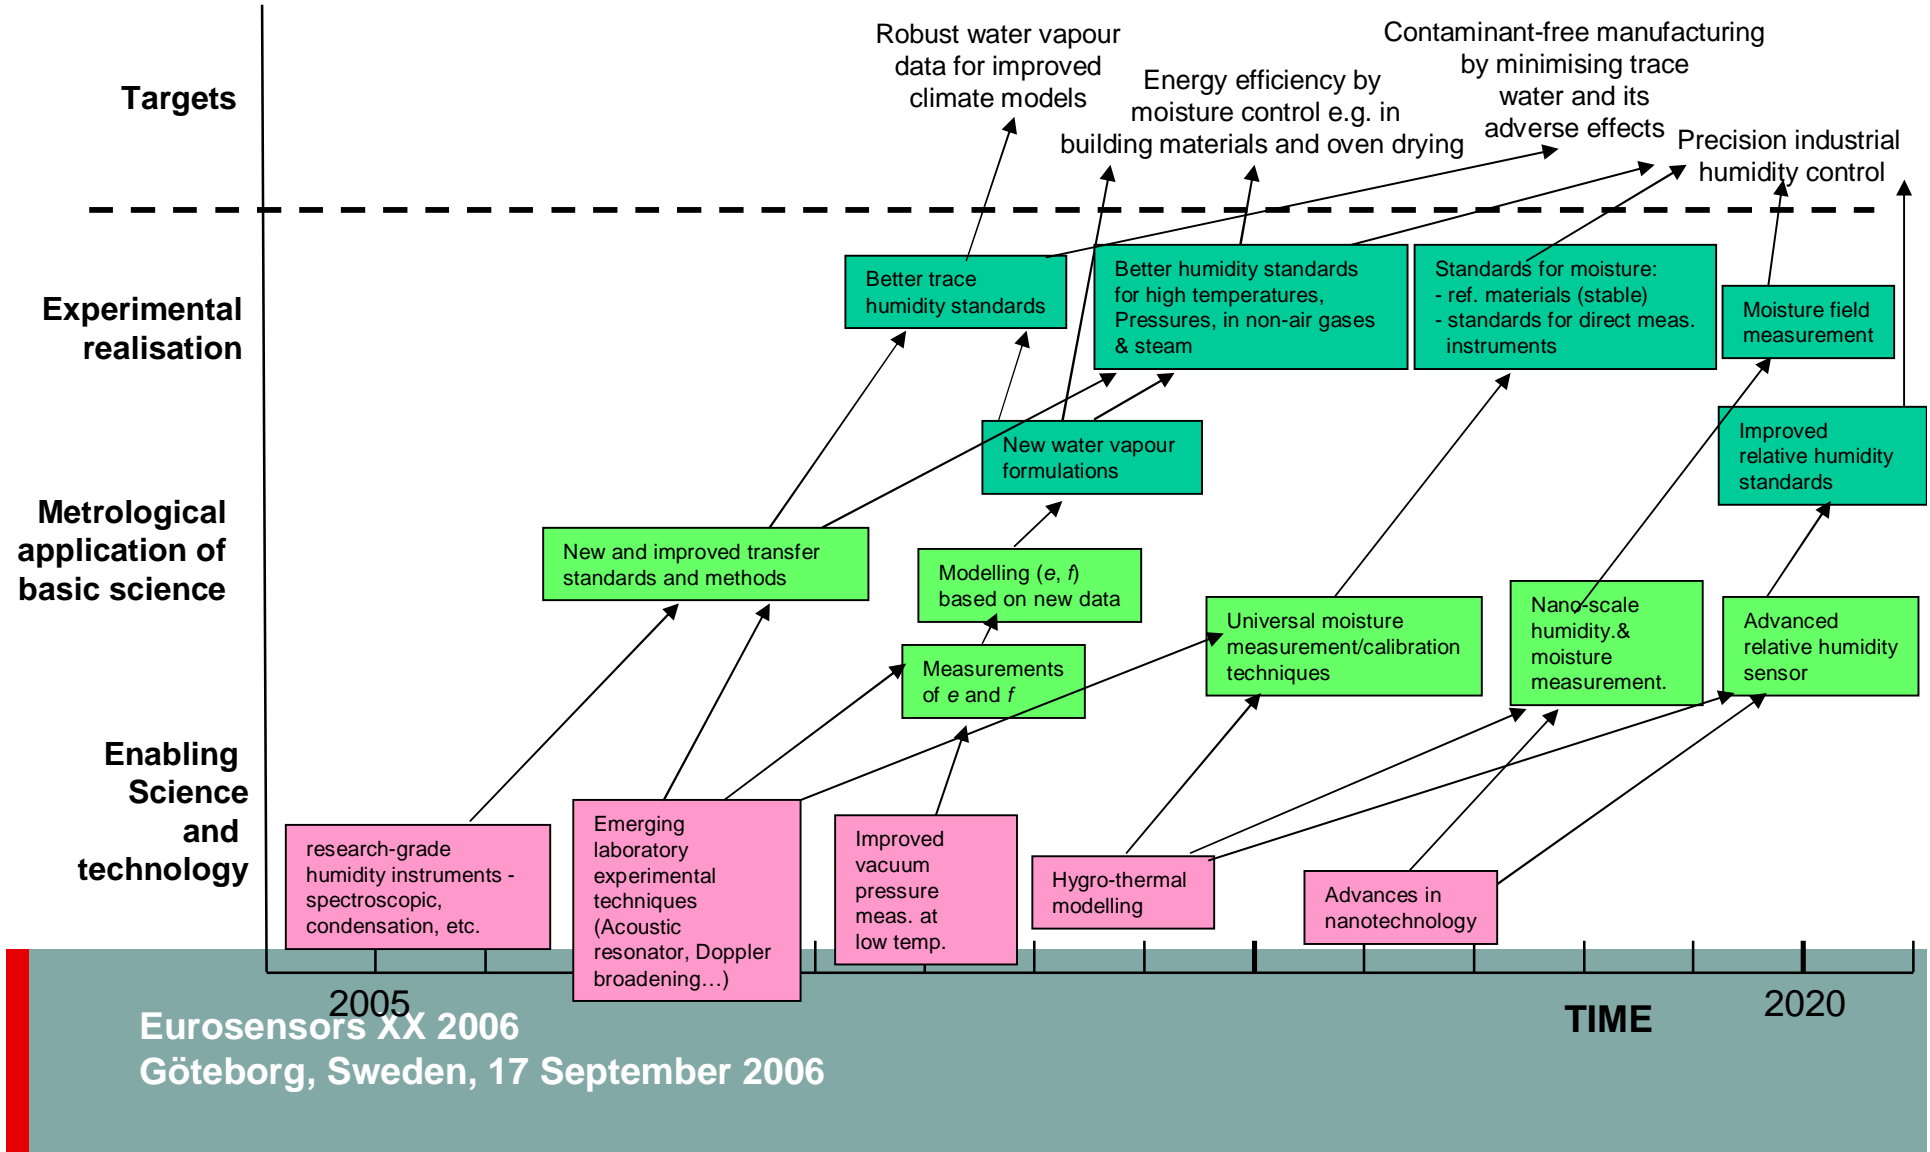 Robust water vapour
data for improved
climate models
Contaminant-free manufacturing
by minimising trace
water and its
adverse effects
Energy efficiency by
moisture control e.g. in
building materials and oven drying
Targets
Precision industrial
humidity control
Experimental
realisation
Better trace
humidity standards
Better humidity standards
for high temperatures,
Pressures, in non-air gases
& steam
Standards for moisture:
- ref. materials (stable)
- standards for direct meas.
instruments
Moisture field
measurement
New water vapour
formulations
Improved
relative humidity
standards
Metrological
application of
basic science
New and improved transfer
standards and methods
Modelling (e, f)
based on new data
Measurements
of e and f
Universal moisture
measurement/calibration
techniques
Nano-scale
humidity.&
moisture
measurement.
Advanced
relative humidity
sensor
Enabling
Science
and
technology
research-grade
humidity instruments -
spectroscopic,
condensation, etc.
Emerging
laboratory
experimental
techniques
(Acoustic
resonator, Doppler
broadening…)
Improved
vacuum
pressure
meas. at
low temp.
Hygro-thermal
modelling
Advances in
nanotechnology
2005
TIME
2020
Eurosensors XX 2006
Göteborg, Sweden, 17 September 2006